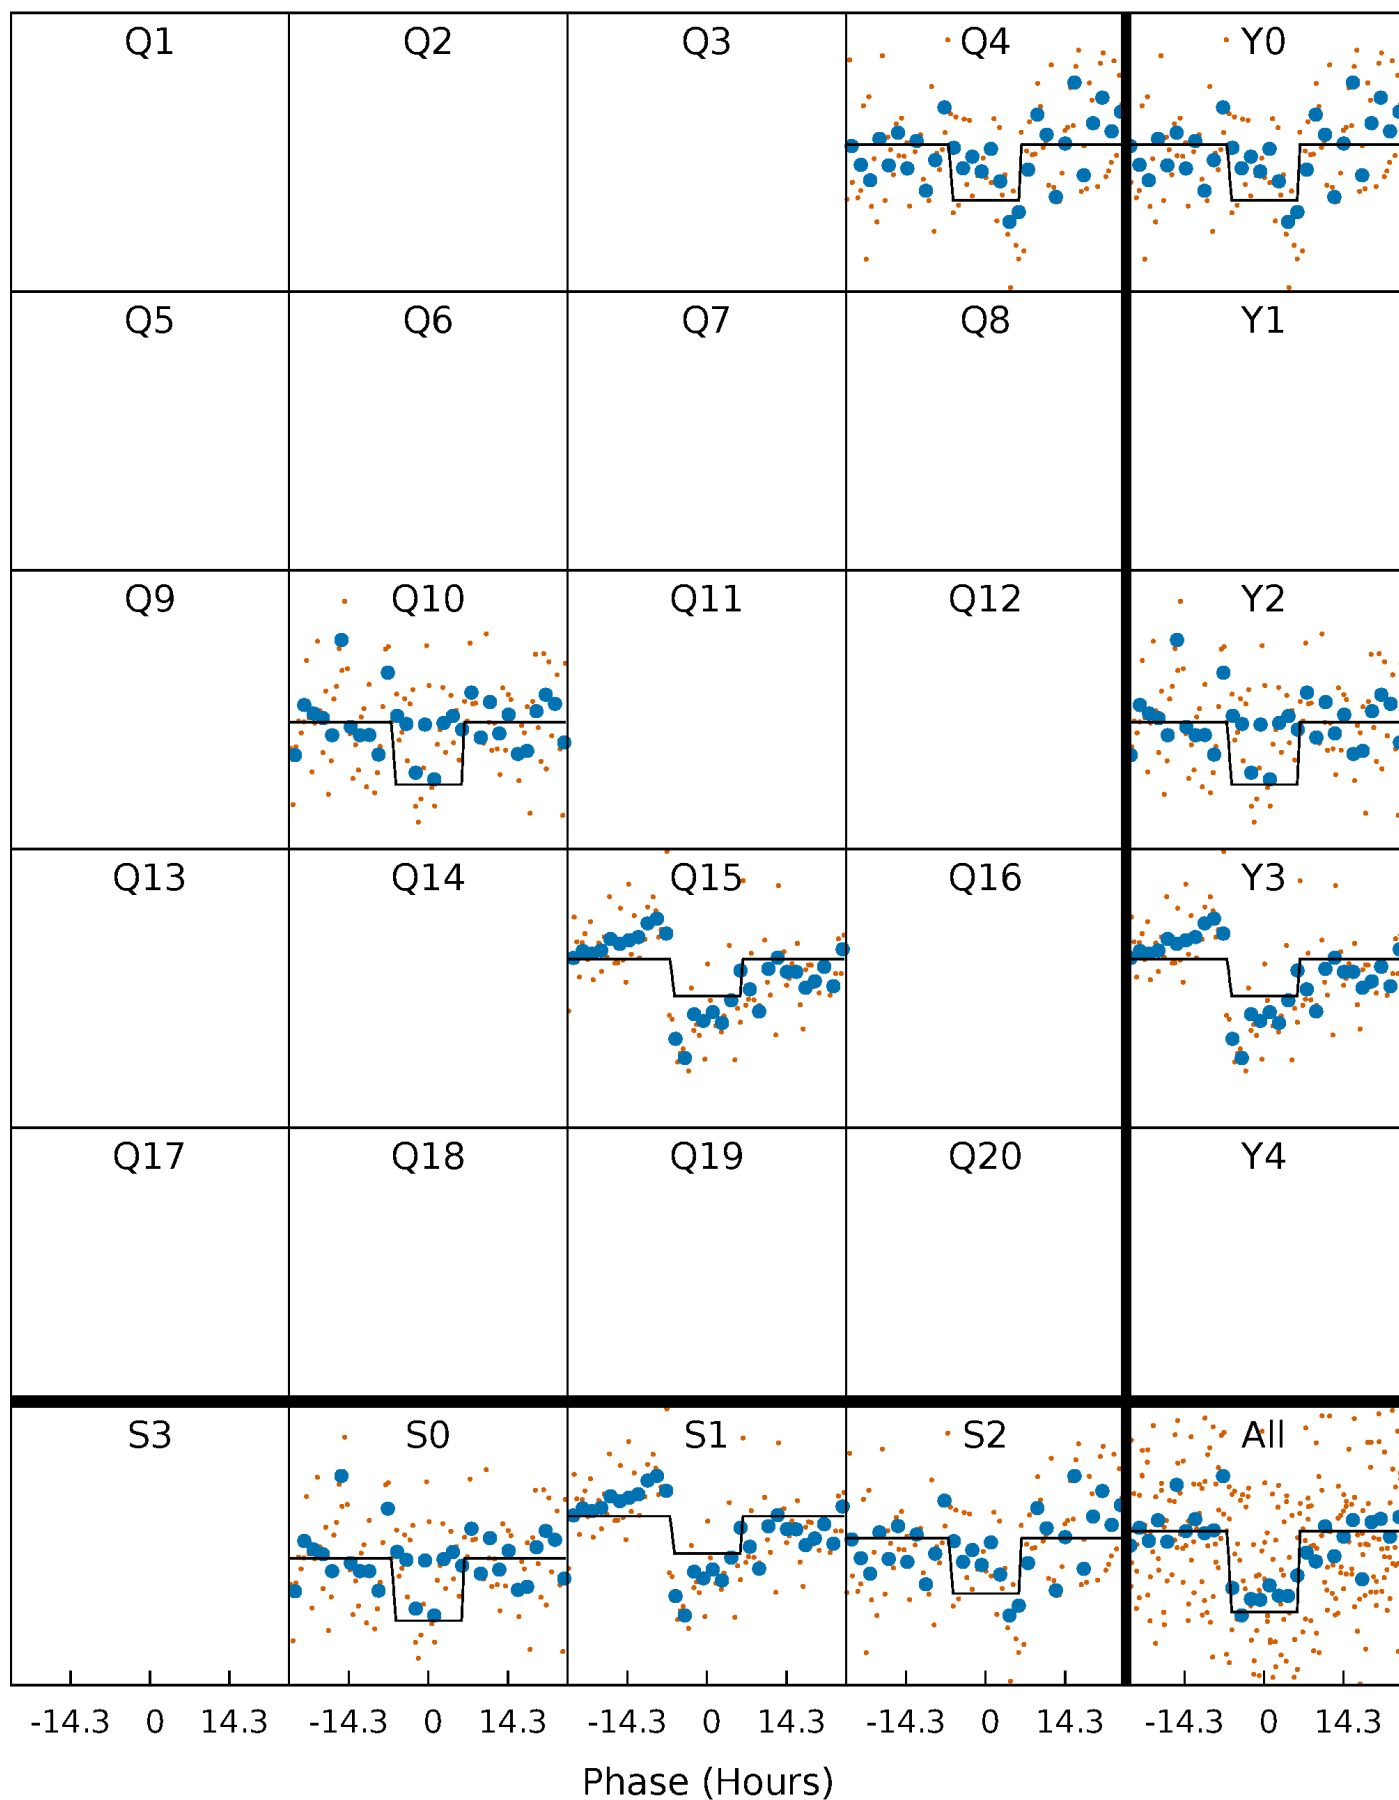 Q1 Q2 Q3 Q4 Y0
Q5 Q6 Q7 Q8 Y1
Q9 Q10 Q11 Q12 Y2
Q13 Q14 Q15 Q16 Y3
Q17 Q18 Q19 Q20 Y4
S3 S0 S1 S2 All
-14.3 0 14.3 -14.3 0 14.3 -14.3 0 14.3 -14.3 0 14.3 -14.3 0 14.3
Phase (Hours)